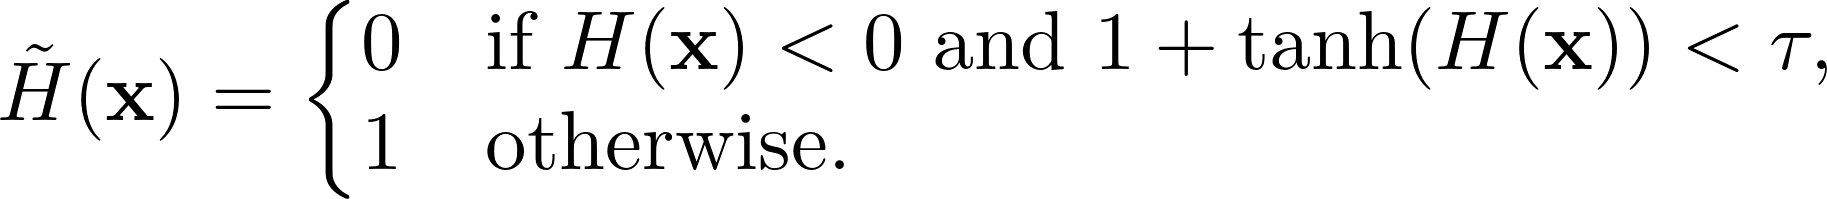 H̃(𝐱) = { 0 if H(𝐱) < 0 and 1 + tanh(H(𝐱)) < τ,
1 otherwise.